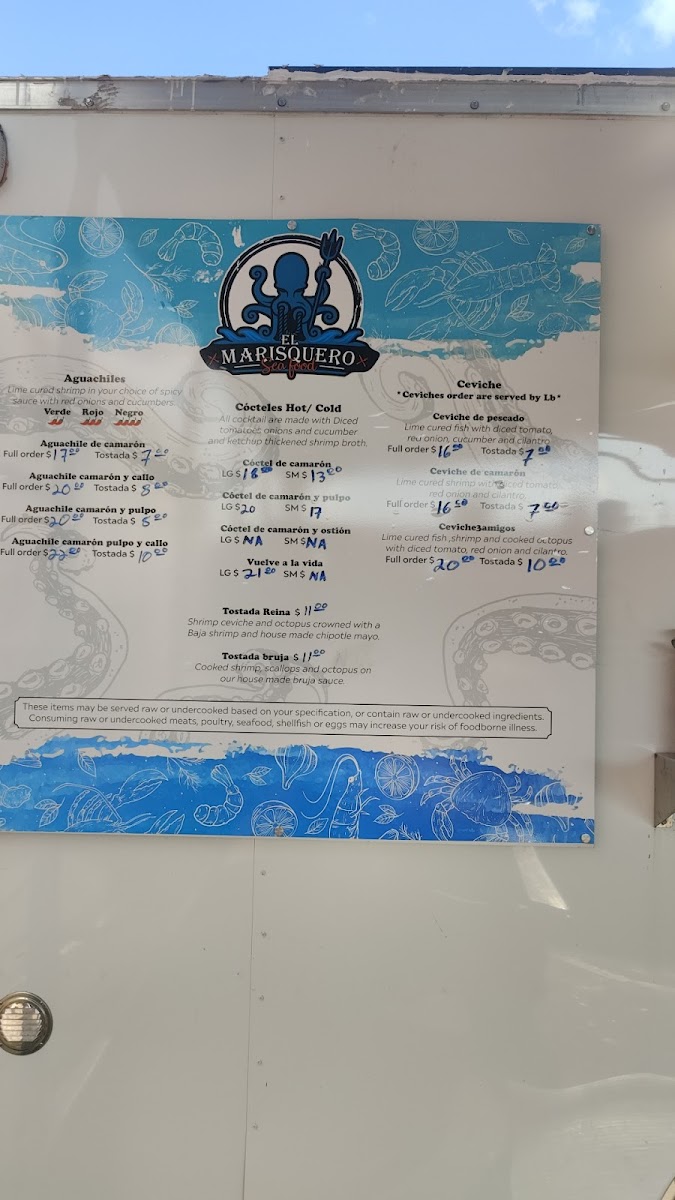 EL
MARISQUERO
Seafood
Aguachiles
Lime cured shrimp in your choice of spicy
sauce with red onions and cucumbers.
Verde Rojo Negro
Aguachile de camarón
Full order $ 17.00 Tostada $ 7.00
Aguachile camarón y callo
Full order $ 20.00 Tostada $ 8.00
Aguachile camarón y pulpo
Full order $ 20.00 Tostada $ 8.00
Aguachile camarón pulpo y callo
Full order $ 22.00 Tostada $ 10.00
Cócteles Hot/ Cold
All cocktail are made with Diced
tomatoes, onions and cucumber
and ketchup thickened shrimp broth.
Cóctel de camarón
LG $ 18.00 SM $ 13.00
Cóctel de camarón y pulpo
LG $ 20 SM $ 17
Cóctel de camarón y ostión
LG $ NA SM $ NA
Vuelve a la vida
LG $ 21.00 SM $ NA
Tostada Reina $ 11.00
Shrimp ceviche and octopus crowned with a
Baja shrimp and house made chipotle mayo.
Tostada bruja $ 11.00
Cooked shrimp, scallops and octopus on
our house made bruja sauce.
Ceviche
*Ceviches order are served by Lb*
Ceviche de pescado
Lime cured fish with diced tomato,
red onion, cucumber and cilantro.
Full order $ 16.00 Tostada $ 7.00
Ceviche de camarón
Lime cured shrimp with diced tomato,
red onion and cilantro.
Full order $ 16.00 Tostada $ 7.00
Ceviche3amigos
Lime cured fish ,shrimp and cooked octopus
with diced tomato, red onion and cilantro.
Full order $ 20.00 Tostada $ 10.00
These items may be served raw or undercooked based on your specification, or contain raw or undercooked ingredients.
Consuming raw or undercooked meats, poultry, seafood, shellfish or eggs may increase your risk of foodborne illness.